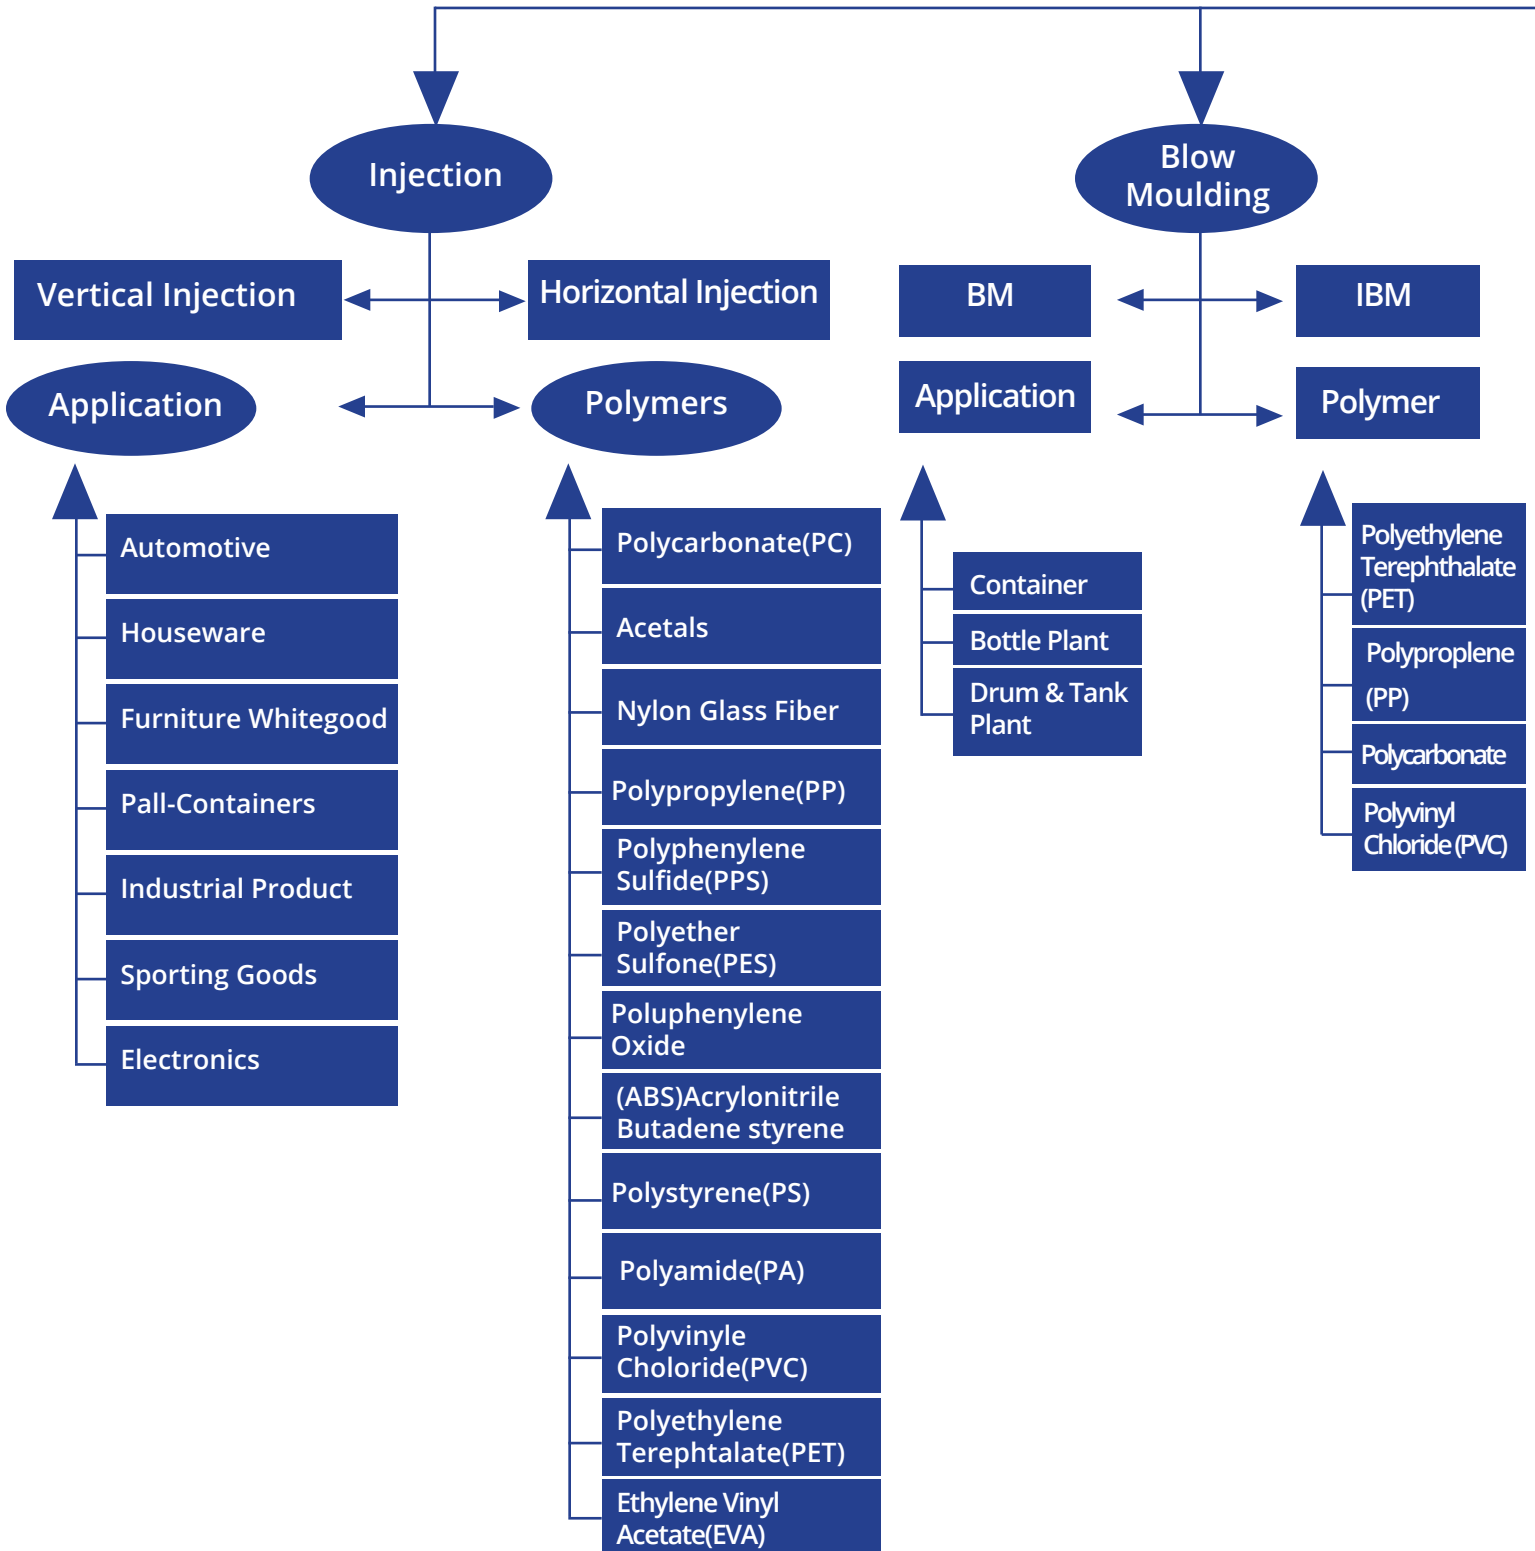 Injection
Vertical Injection
Horizontal Injection
Application
Polymers
Automotive
Houseware
Furniture Whitegood
Pall-Containers
Industrial Product
Sporting Goods
Electronics
Polycarbonate(PC)
Acetals
Nylon Glass Fiber
Polypropylene(PP)
Polyphenylene
Sulfide(PPS)
Polyether
Sulfone(PES)
Poluphenylene
Oxide
(ABS)Acrylonitrile
Butadene styrene
Polystyrene(PS)
Polyamide(PA)
Polyvinyle
Choloride(PVC)
Polyethylene
Terephtalate(PET)
Ethylene Vinyl
Acetate(EVA)
Blow
Moulding
BM
IBM
Application
Polymer
Container
Bottle Plant
Drum & Tank
Plant
Polyethylene
Terephthalate
(PET)
Polyproplene
(PP)
Polycarbonate
Polyvinyl
Chloride (PVC)